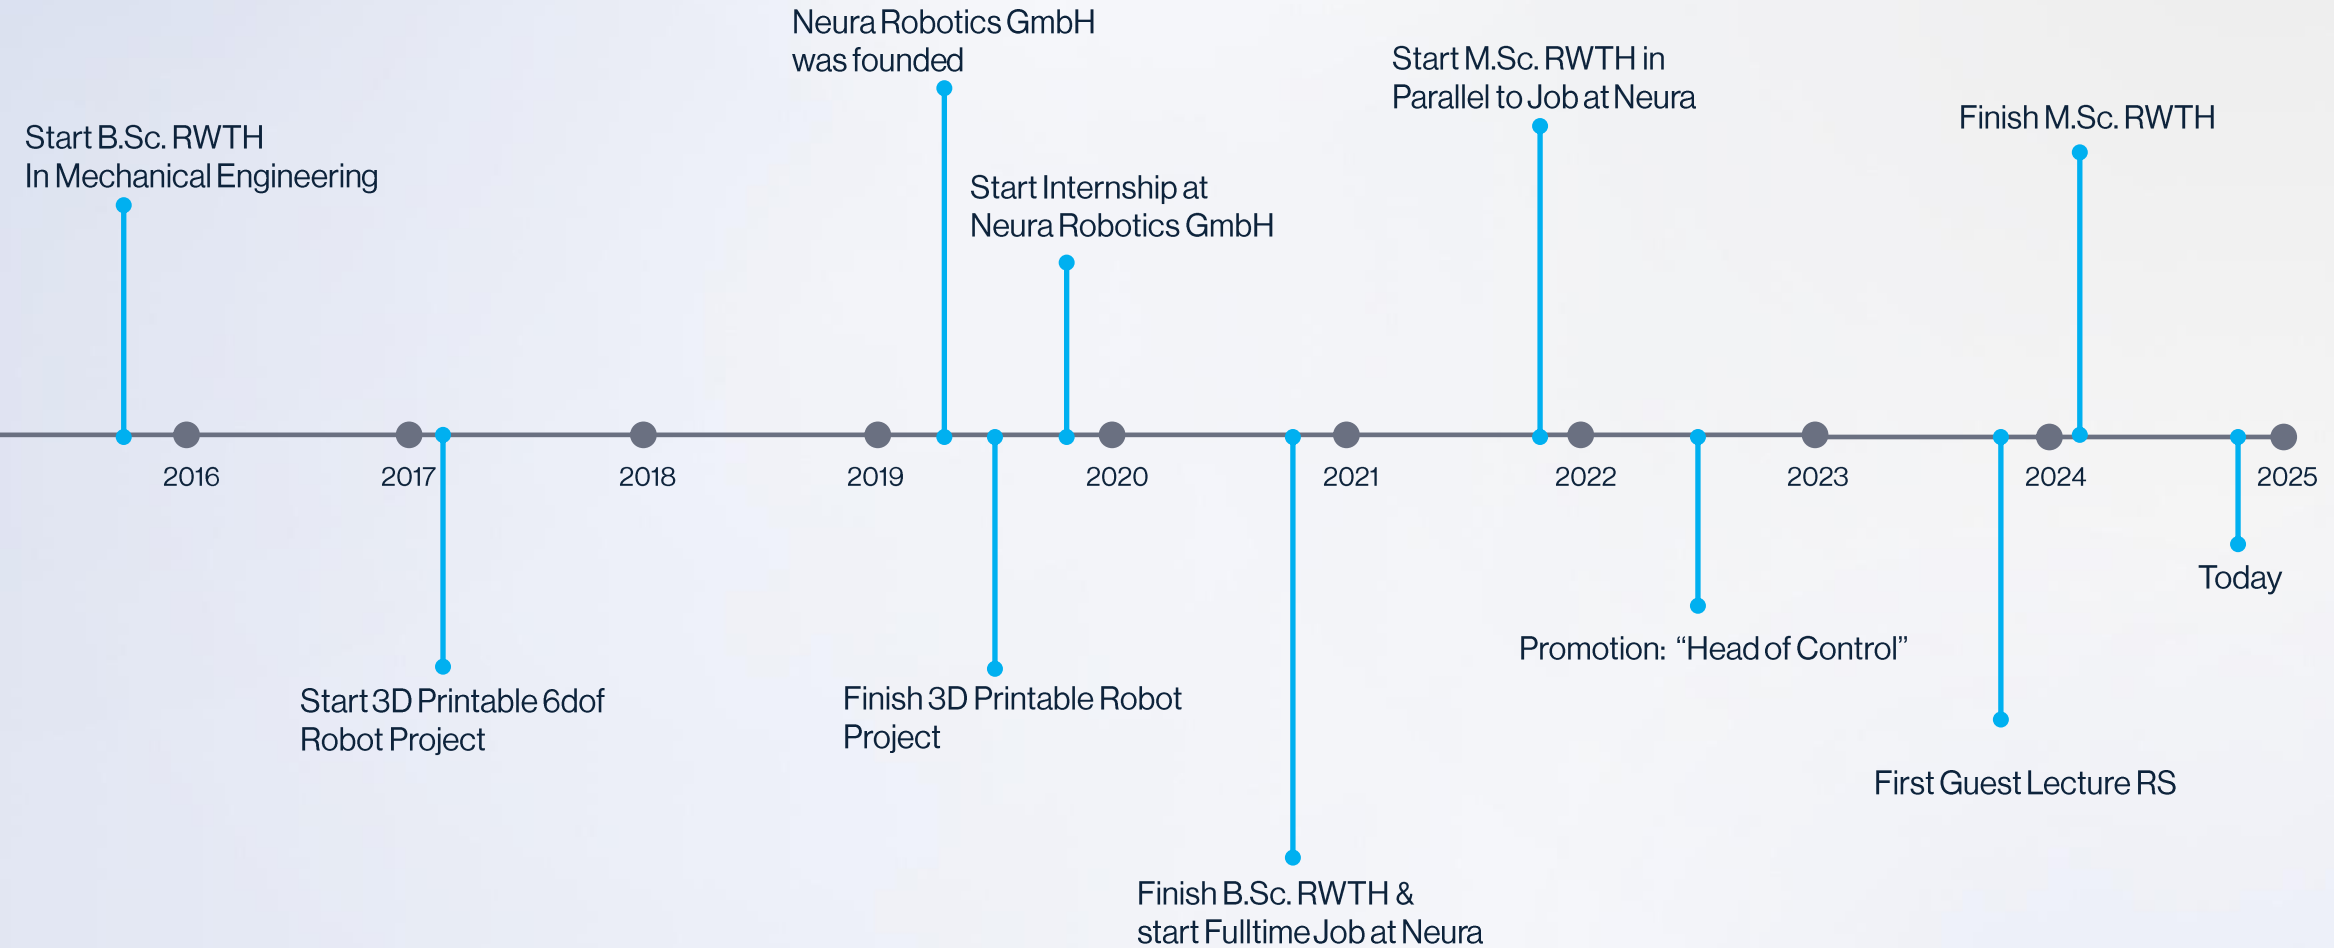 Neura Robotics GmbH
was founded
Start M.Sc. RWTH in
Parallel to Job at Neura
Finish M.Sc. RWTH
Start B.Sc. RWTH
In Mechanical Engineering
Start Internship at
Neura Robotics GmbH
2016
2017
2018
2019
2020
2021
2022
2023
2024
2025
Today
Promotion: “Head of Control”
Start 3D Printable 6dof
Robot Project
Finish 3D Printable Robot
Project
First Guest Lecture RS
Finish B.Sc. RWTH &
start Fulltime Job at Neura